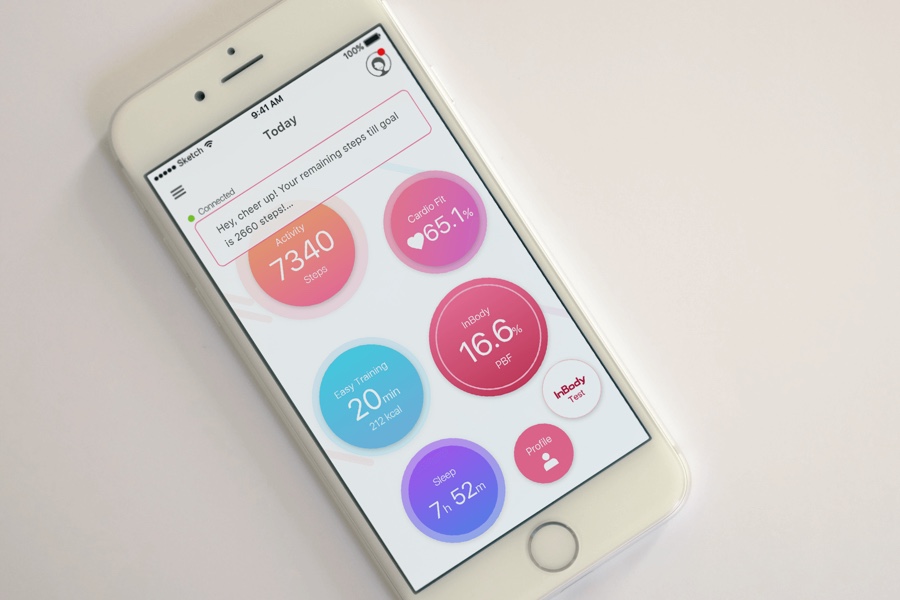 ●●●●● Sketch
9:41 AM
100%
Today
Connected
Hey, cheer up! Your remaining steps till goal
is 2660 steps!...
Activity
7340
Steps
Cardio Fit
65.1%
InBody
16.6%
PBF
Easy Training
20min
212 kcal
InBody
Test
Profile
Sleep
7h 52m